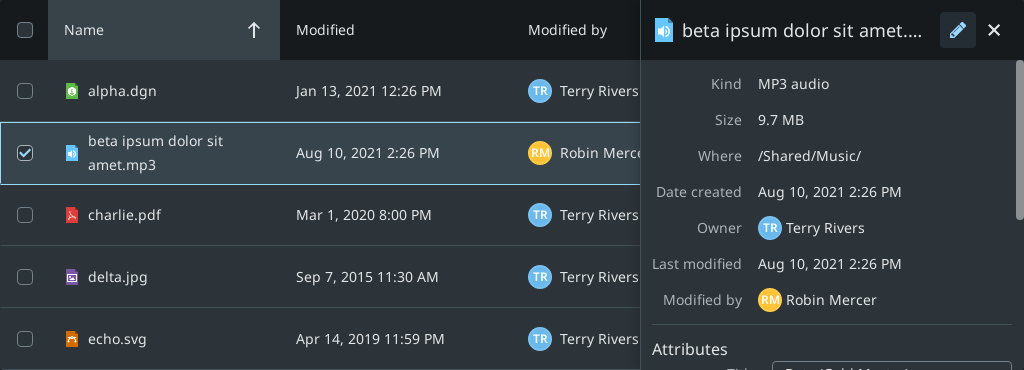 Name Modified Modified by
alpha.dgn Jan 13, 2021 12:26 PM TR Terry Rivers
beta ipsum dolor sit
amet.mp3 Aug 10, 2021 2:26 PM RM Robin Merce
charlie.pdf Mar 1, 2020 8:00 PM TR Terry Rivers
delta.jpg Sep 7, 2015 11:30 AM TR Terry Rivers
echo.svg Apr 14, 2019 11:59 PM TR Terry Rivers
beta ipsum dolor sit amet....
Kind MP3 audio
Size 9.7 MB
Where /Shared/Music/
Date created Aug 10, 2021 2:26 PM
Owner TR Terry Rivers
Last modified Aug 10, 2021 2:26 PM
Modified by RM Robin Mercer
Attributes